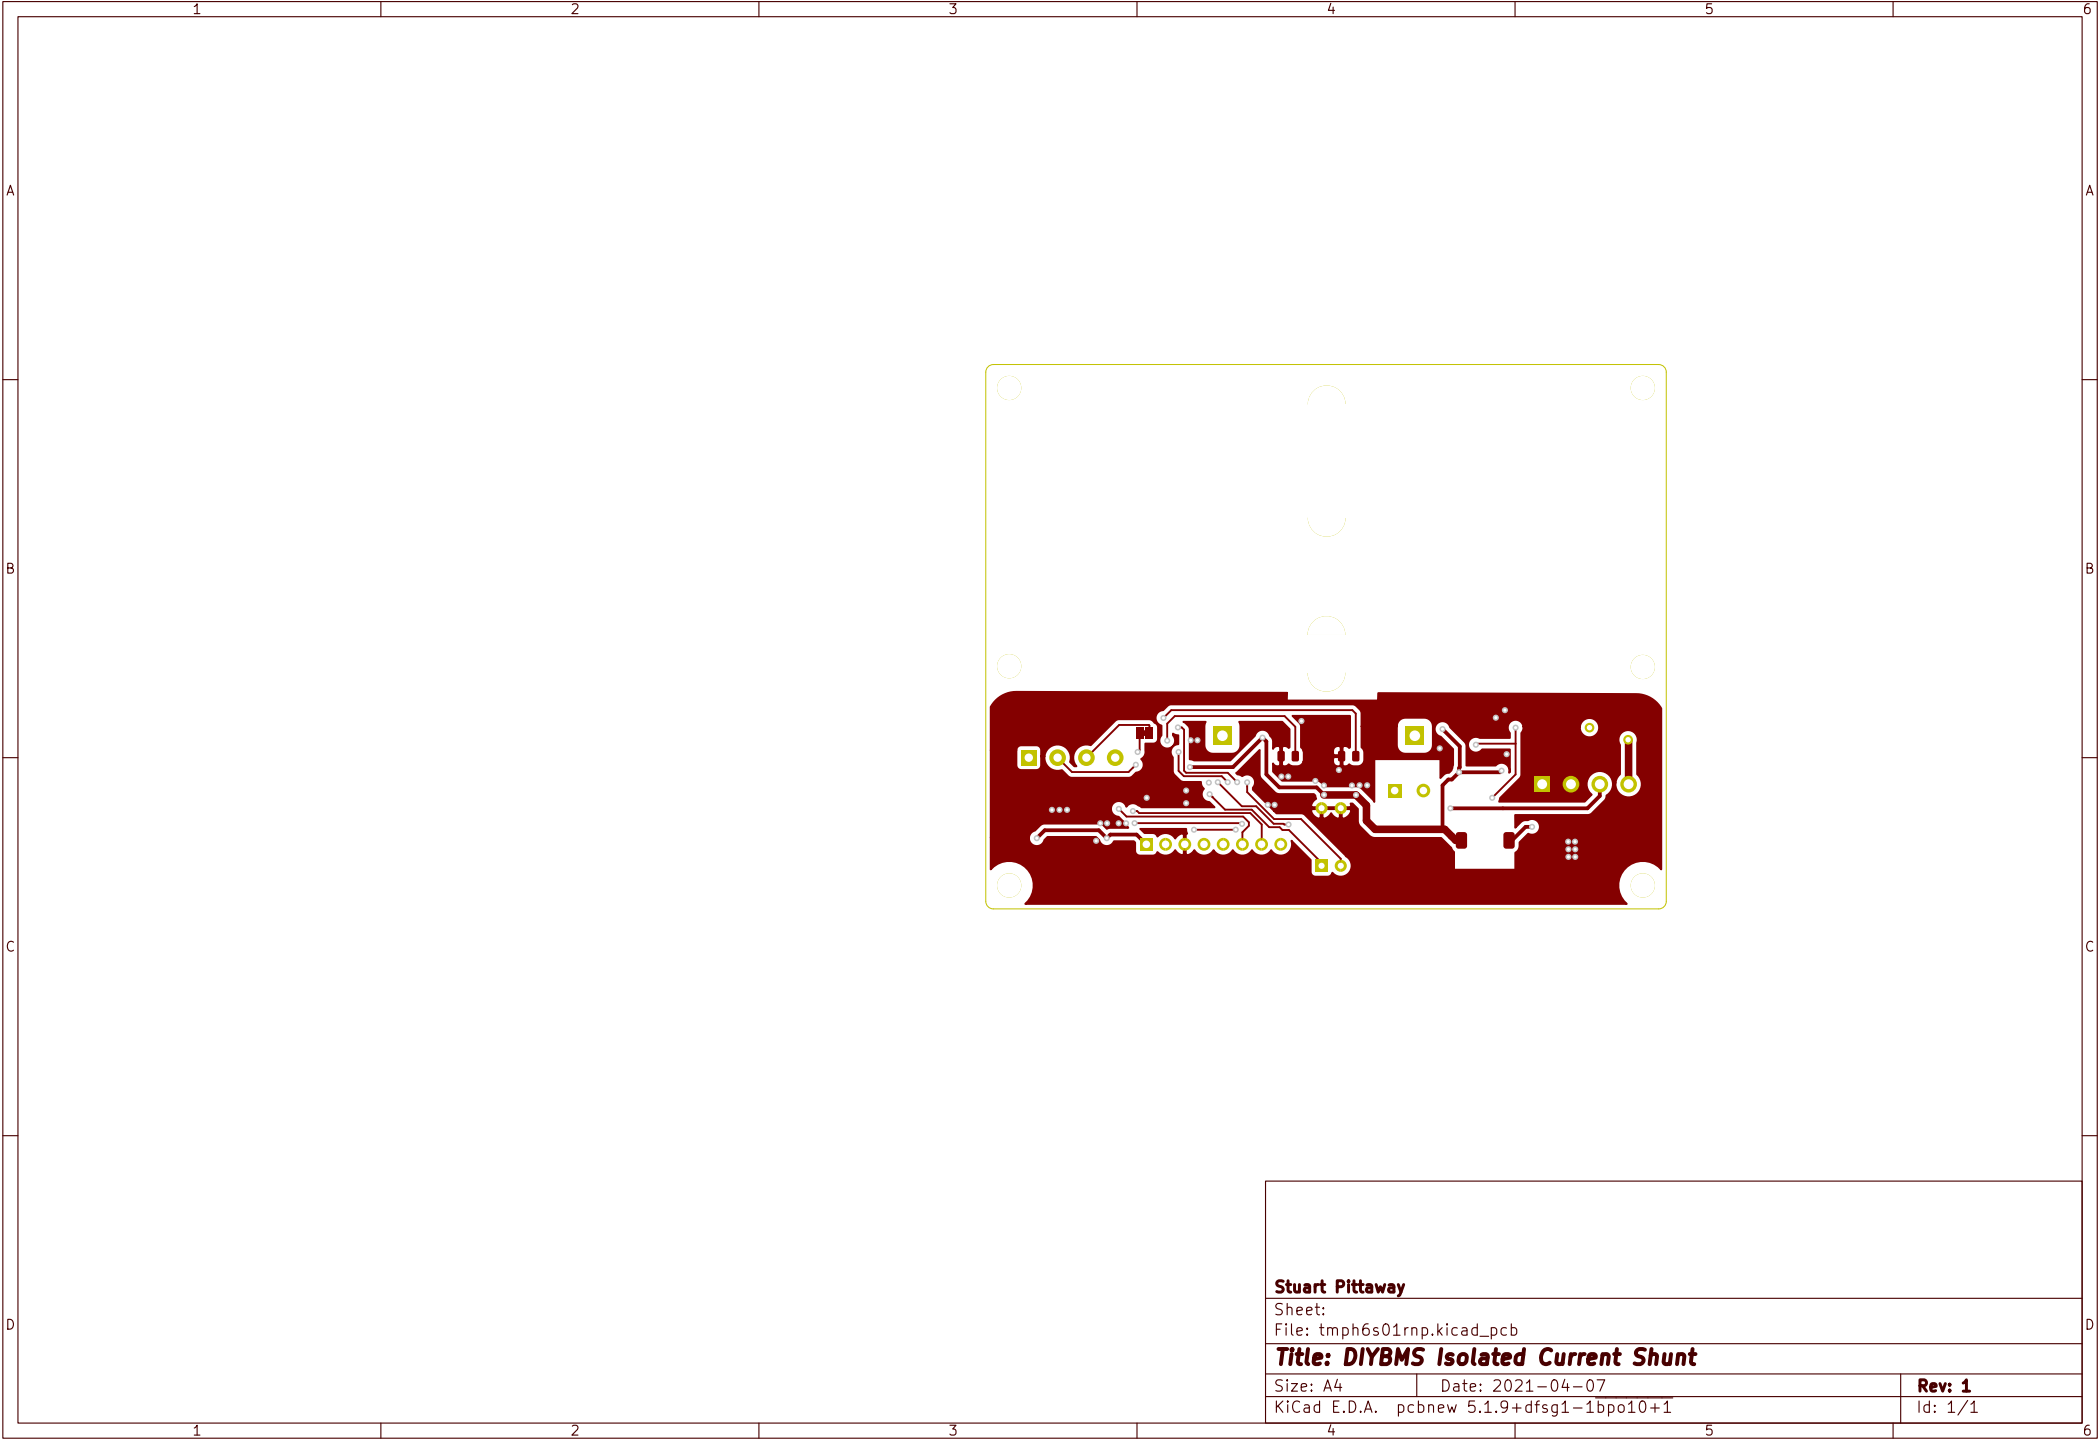 1 2 3 4 5 6
A A
B B
C C
D D
Stuart Pittaway
Sheet:
File: tmph6s01rnp.kicad_pcb
Title: DIYBMS Isolated Current Shunt
Size: A4 Date: 2021-04-07 Rev: 1
KiCad E.D.A. pcbnew 5.1.9+dfsg1-1bpo10+1 Id: 1/1
1 2 3 4 5 6